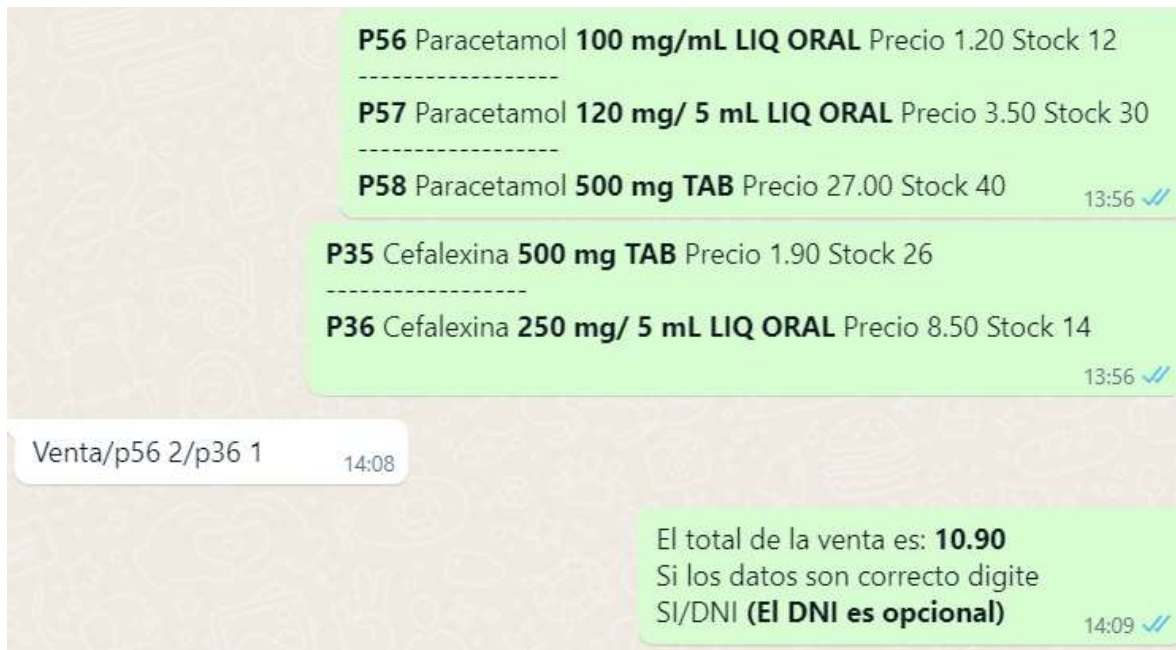 P56 Paracetamol 100 mg/mL LIQ ORAL Precio 1.20 Stock 12
------------------
P57 Paracetamol 120 mg/ 5 mL LIQ ORAL Precio 3.50 Stock 30
------------------
P58 Paracetamol 500 mg TAB Precio 27.00 Stock 40
13:56
P35 Cefalexina 500 mg TAB Precio 1.90 Stock 26
------------------
P36 Cefalexina 250 mg/ 5 mL LIQ ORAL Precio 8.50 Stock 14
13:56
Venta/p56 2/p36 1
14:08
El total de la venta es: 10.90
Si los datos son correcto digite
SI/DNI (El DNI es opcional)
14:09